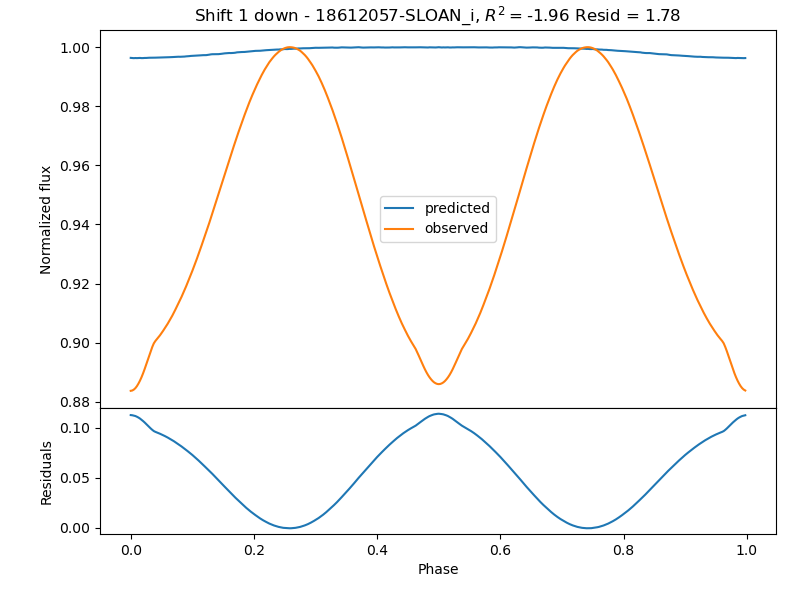 Shift 1 down - 18612057-SLOAN_i, R² = -1.96 Resid = 1.78
1.00
0.98
0.96
0.94
0.92
0.90
0.88
Normalized flux
predicted
observed
0.10
0.05
0.00
Residuals
0.0 0.2 0.4 0.6 0.8 1.0
Phase